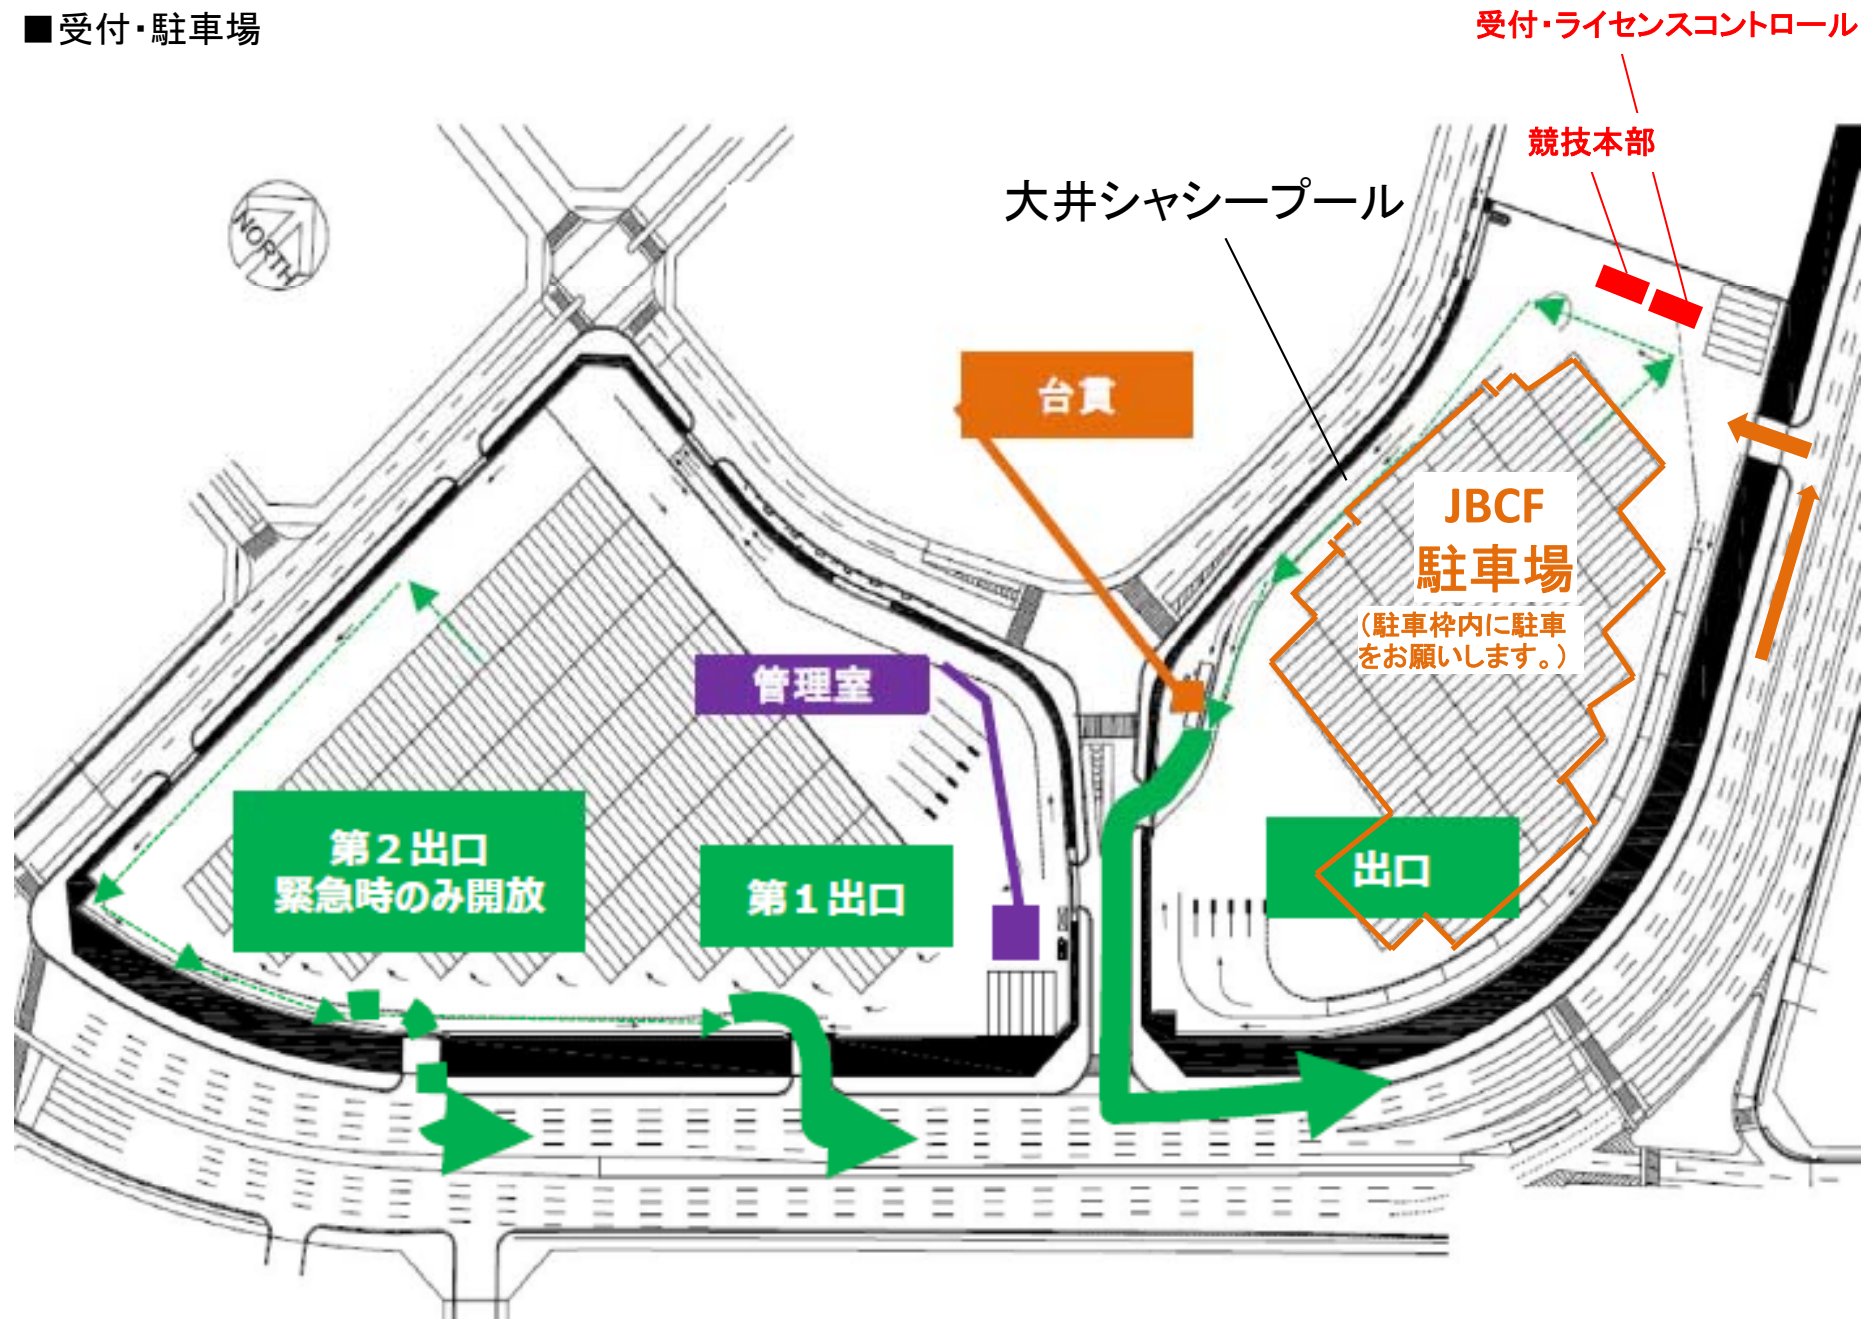 ■受付・駐車場
受付・ライセンスコントロール
競技本部
大井シャシープール
NORTH
台貫
JBCF
駐車場
（駐車枠内に駐車
をお願いします。）
管理室
第２出口
緊急時のみ開放
第１出口
出口